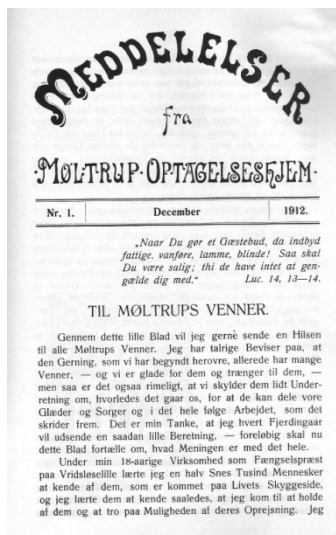 MEDDELELSER
fra
·MØLTRUP·OPTAGELSESHJEM·
Nr. 1. December 1912.
„Naar Du gør et Gæstebud, da indbyd
fattige, vanføre, lamme, blinde! Saa skal
Du være salig; thi de have intet at gen-
gælde dig med.“ Luc. 14, 13—14.
TIL MØLTRUPS VENNER.
Gennem dette lille Blad vil jeg gerne sende en Hilsen
til alle Møltrups Venner. Jeg har talrige Beviser paa, at
den Gerning, som vi har begyndt herovre, allerede har mange
Venner, — og vi er glade for dem og trænger til dem, —
men saa er det ogsaa rimeligt, at vi skylder dem lidt Under-
retning om, hvorledes det gaar os, for at de kan dele vore
Glæder og Sorger og i det hele følge Arbejdet, som det
skrider frem. Det er min Tanke, at jeg hvert Fjerdingaar
vil udsende en saadan lille Beretning, — foreløbig skal nu
dette Blad fortælle om, hvad Meningen er med det hele.
Under min 18-aarige Virksomhed som Fængselspræst
paa Vridsløselille lærte jeg en halv Snes Tusind Mennesker
at kende af dem, som er kommet paa Livets Skyggeside,
og jeg lærte dem at kende saaledes, at jeg kom til at holde
af dem og at tro paa Muligheden af deres Oprejsning. Jeg